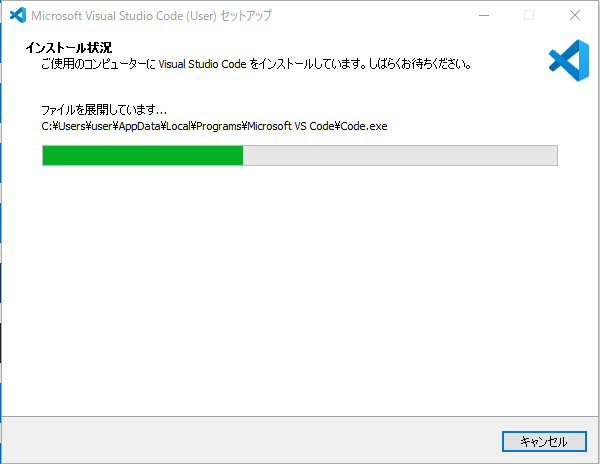 Microsoft Visual Studio Code (User) セットアップ
インストール状況
ご使用のコンピューターに Visual Studio Code をインストールしています。しばらくお待ちください。
ファイルを展開しています...
C:¥Users¥user¥AppData¥Local¥Programs¥Microsoft VS Code¥Code.exe
キャンセル